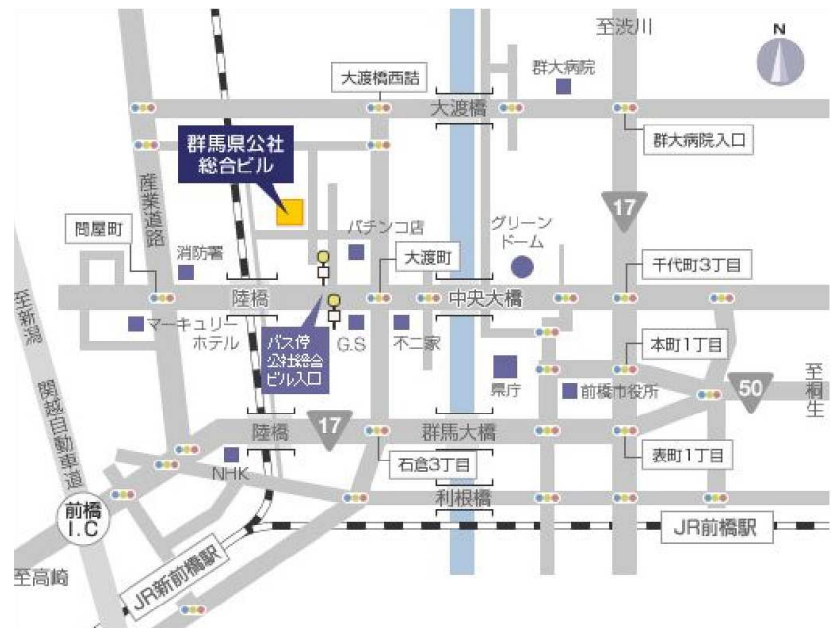 至渋川
N
群大病院
大渡橋西詰
大渡橋
群大病院入口
群馬県公社
総合ビル
産業道路
17
問屋町
消防署
パチンコ店
グリーン
ドーム
大渡町
千代町3丁目
陸橋
中央大橋
マーキュリー
ホテル
バス停
公社総合
ビル入口
G.S
不二家
本町1丁目
至新潟
県庁
前橋市役所
50
至桐生
関越自動車道
陸橋
17
群馬大橋
石倉3丁目
表町1丁目
NHK
利根橋
前橋
I.C
JR前橋駅
至高崎
JR新前橋駅